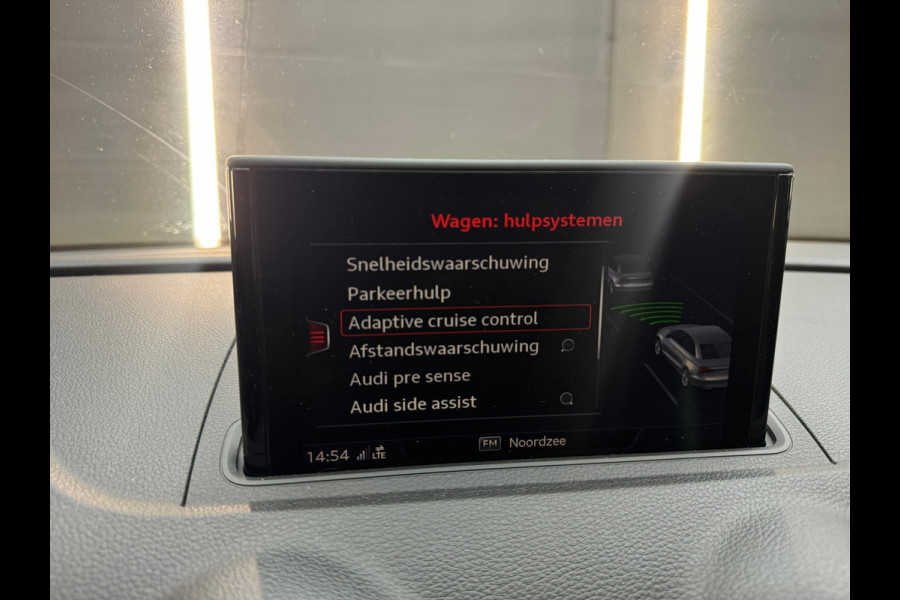 Wagen: hulpsystemen
Snelheidswaarschuwing
Parkeerhulp
Adaptive cruise control
Afstandswaarschuwing
Audi pre sense
Audi side assist
14:54 LTE FM Noordzee